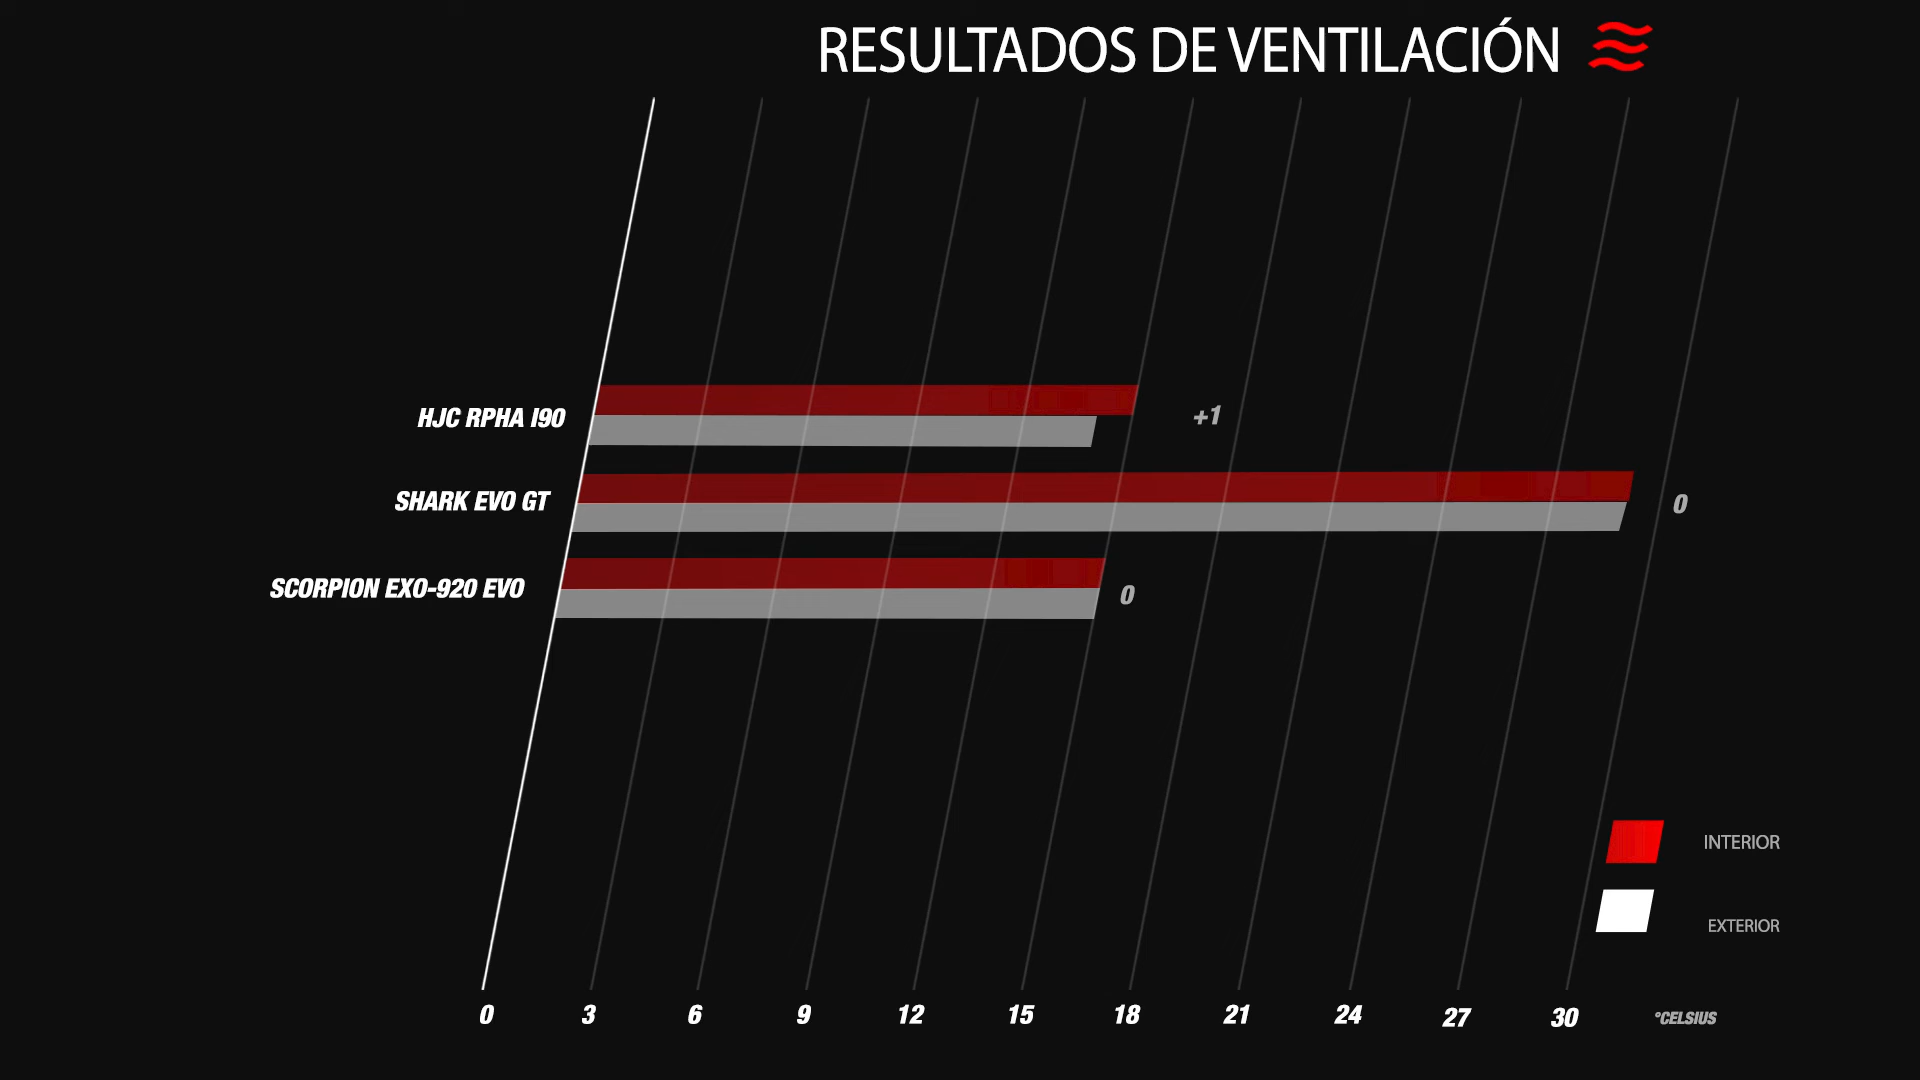 RESULTADOS DE VENTILACIÓN
HJC RPHA I90
+1
SHARK EVO GT
0
SCORPION EXO-920 EVO
0
INTERIOR
EXTERIOR
0 3 6 9 12 15 18 21 24 27 30 °CELSIUS